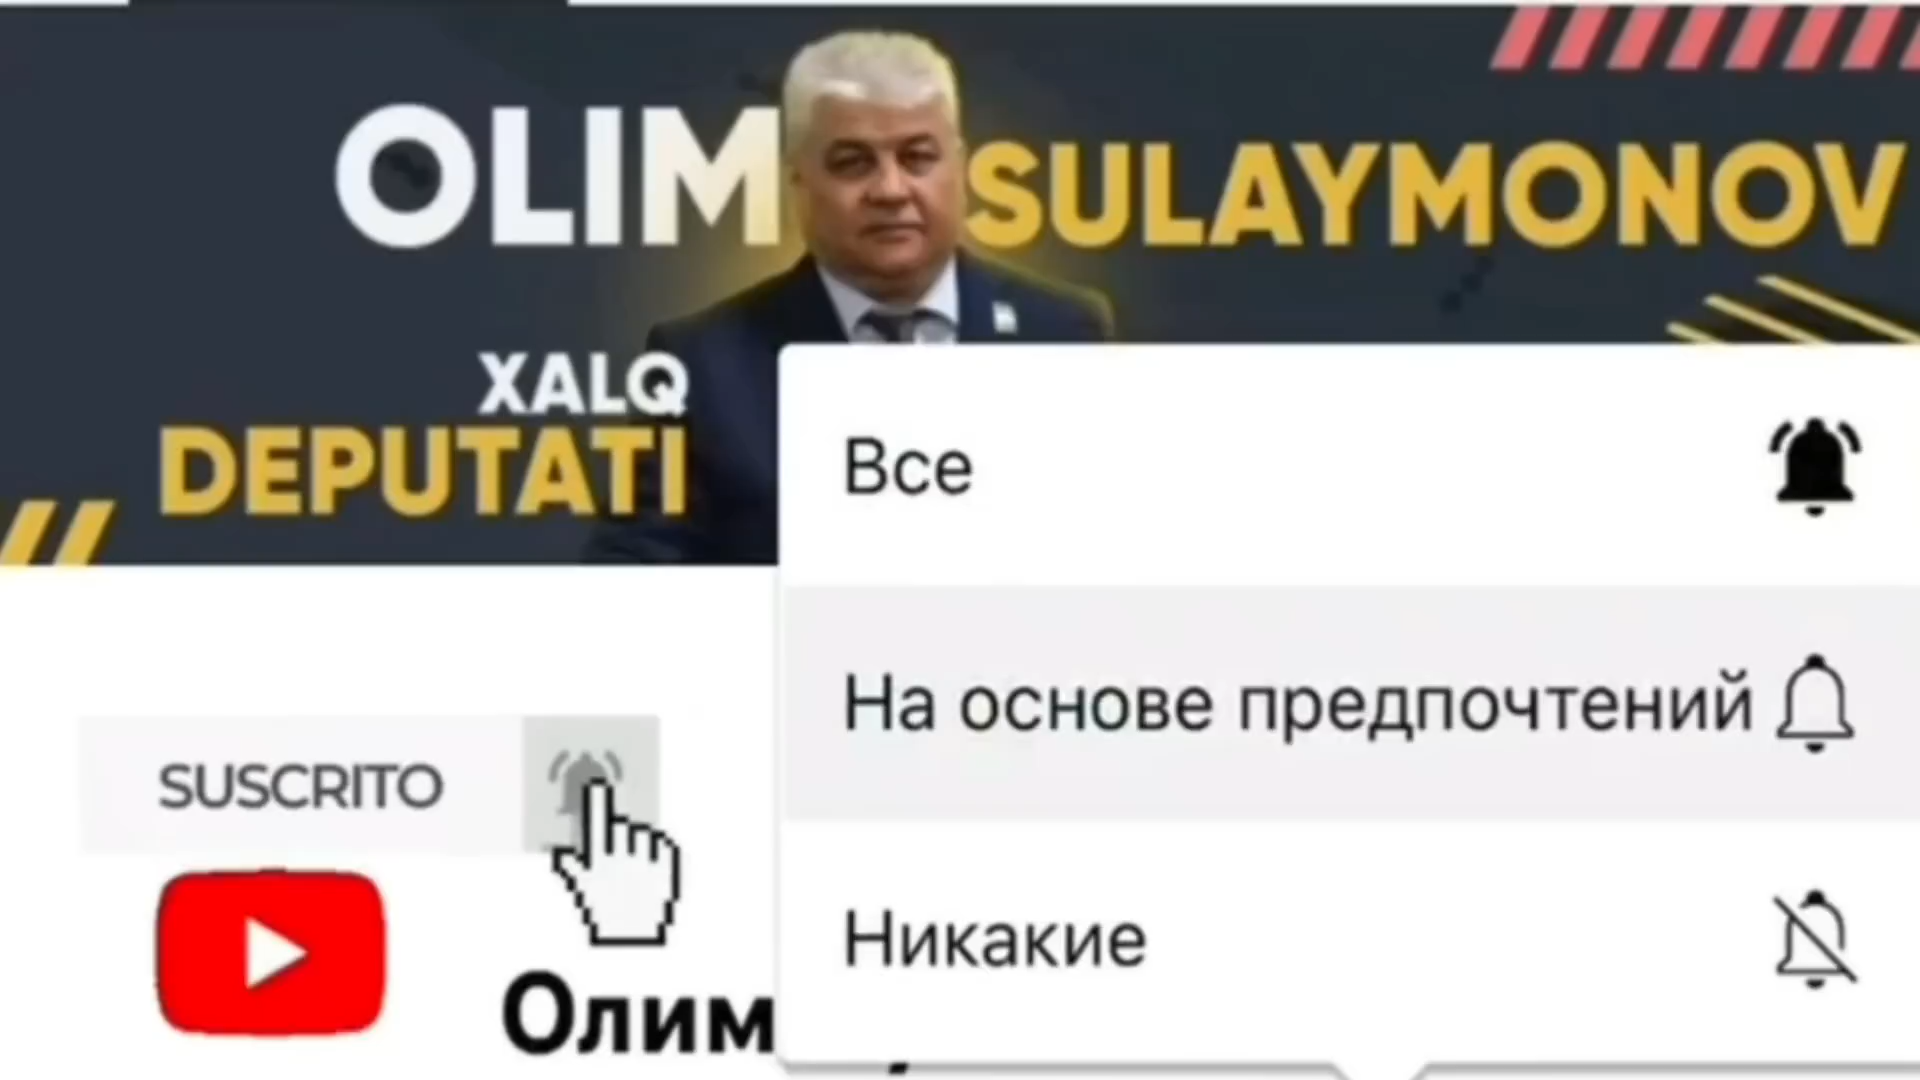 OLIM SULAYMONOV
XALQ
DEPUTATI
Все
На основе предпочтений
SUSCRITO
Никакие
Олим